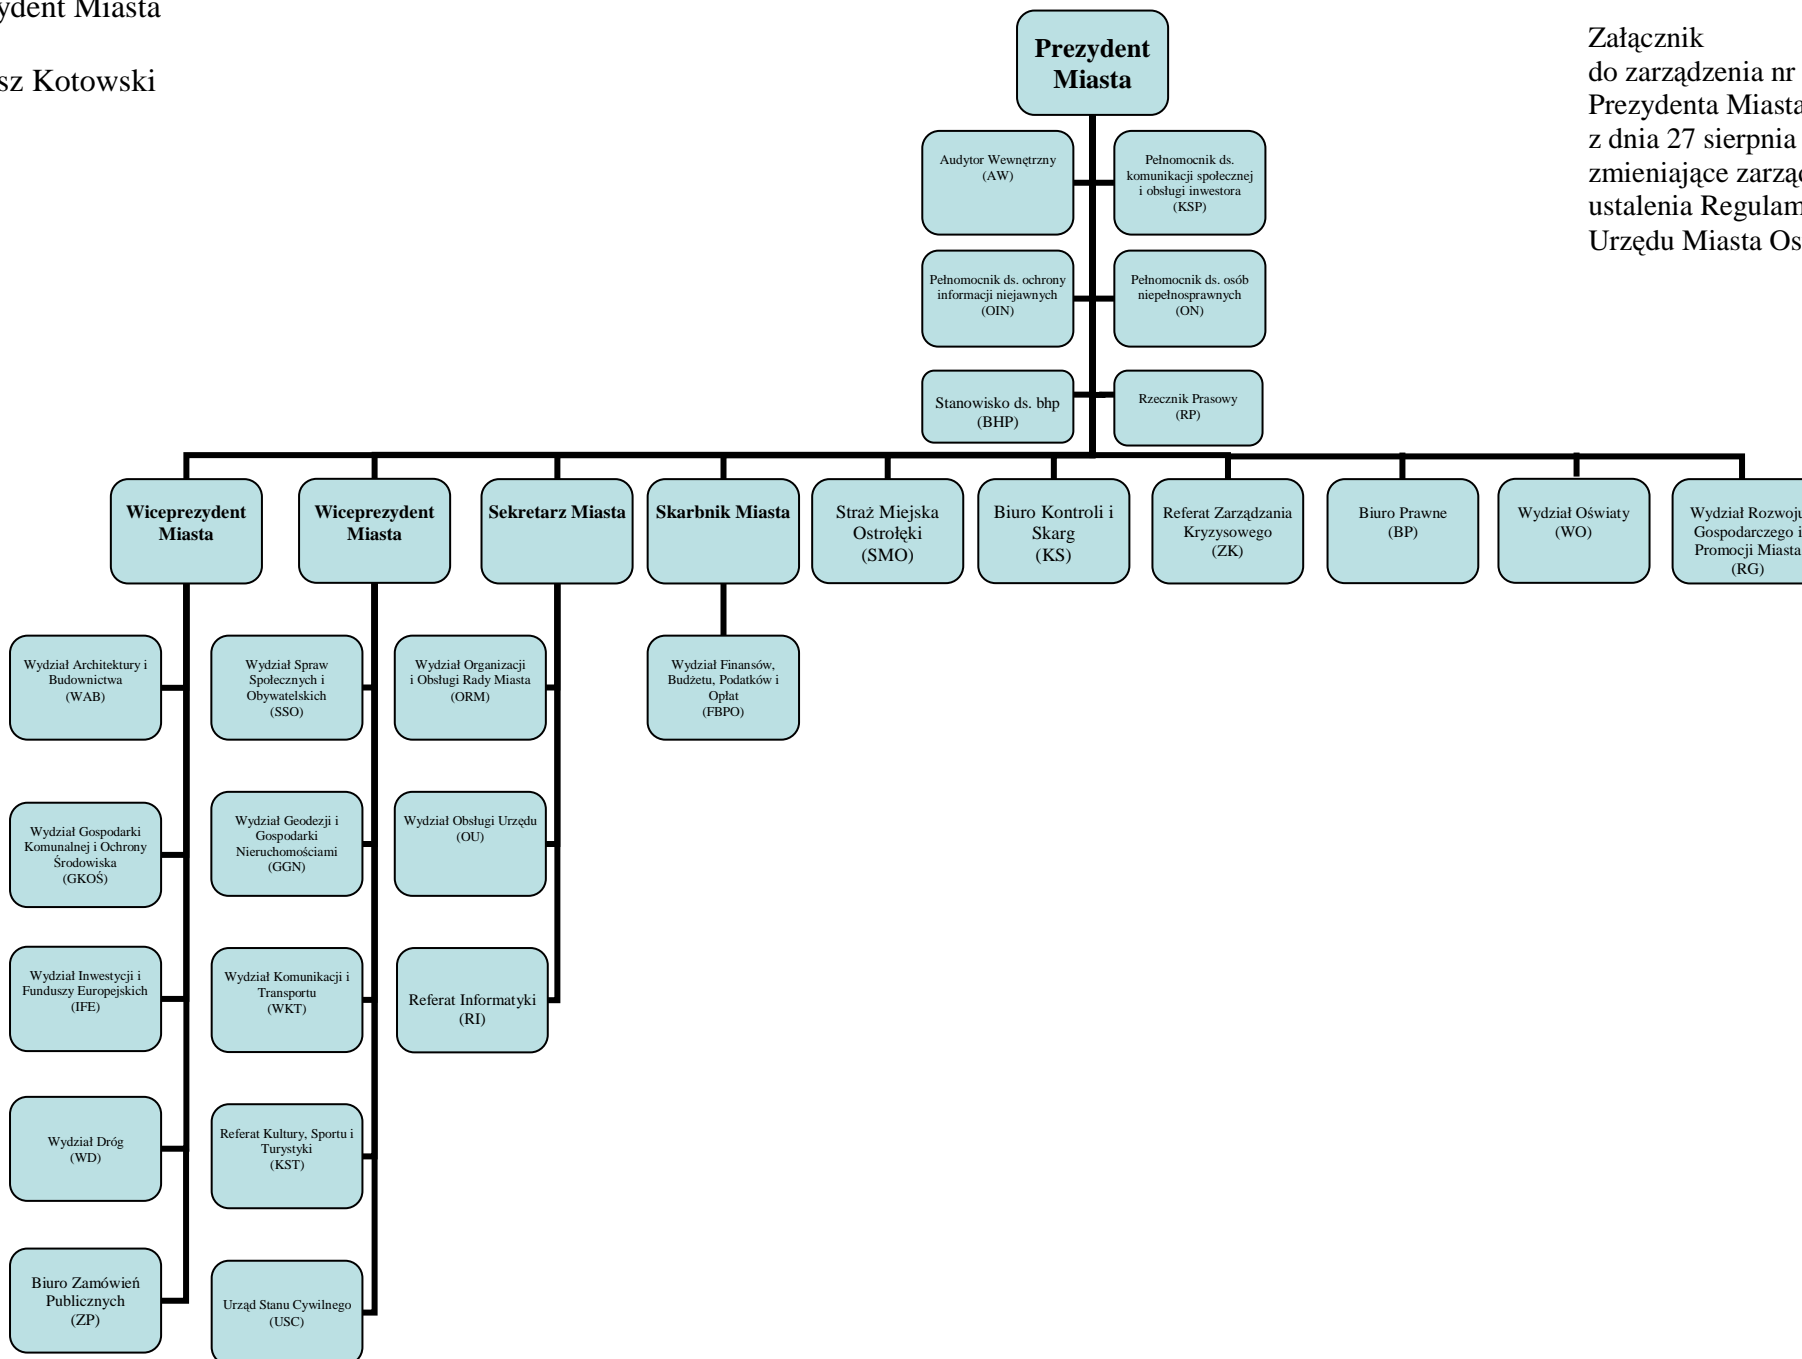 Miasta
Kotowski
Załącznik
do zarządzenia nr
Prezydenta Miasta
z dnia 27 sierpnia
zmieniające
ustalenia
Urzędu Miasta
Prezydent
Miasta
Audytor Wewnętrzny
(AW)
Pełnomocnik ds.
komunikacji społecznej
i obsługi inwestora
(KSP)
Pełnomocnik ds. ochrony
informacji niejawnych
(OIN)
Pełnomocnik ds. osób
niepełnosprawnych
(ON)
Stanowisko ds. bhp
(BHP)
Rzecznik Prasowy
(RP)
Wiceprezydent
Miasta
Wiceprezydent
Miasta
Sekretarz Miasta
Skarbnik Miasta
Straż Miejska
Ostrołęki
(SMO)
Biuro Kontroli i
Skarg
(KS)
Referat Zarządzania
Kryzysowego
(ZK)
Biuro Prawne
(BP)
Wydział Oświaty
(WO)
Wydział Rozwoju
Gospodarczego i
Promocji Miasta
(RG)
Wydział Architektury i
Budownictwa
(WAB)
Wydział Spraw
Społecznych i
Obywatelskich
(SSO)
Wydział Organizacji
i Obsługi Rady Miasta
(ORM)
Wydział Finansów,
Budżetu, Podatków i
Opłat
(FBPO)
Wydział Gospodarki
Komunalnej i Ochrony
Środowiska
(GKOŚ)
Wydział Geodezji i
Gospodarki
Nieruchomościami
(GGN)
Wydział Obsługi Urzędu
(OU)
Wydział Inwestycji i
Funduszy Europejskich
(IFE)
Wydział Komunikacji i
Transportu
(WKT)
Referat Informatyki
(RI)
Wydział Dróg
(WD)
Referat Kultury, Sportu i
Turystyki
(KST)
Biuro Zamówień
Publicznych
(ZP)
Urząd Stanu Cywilnego
(USC)